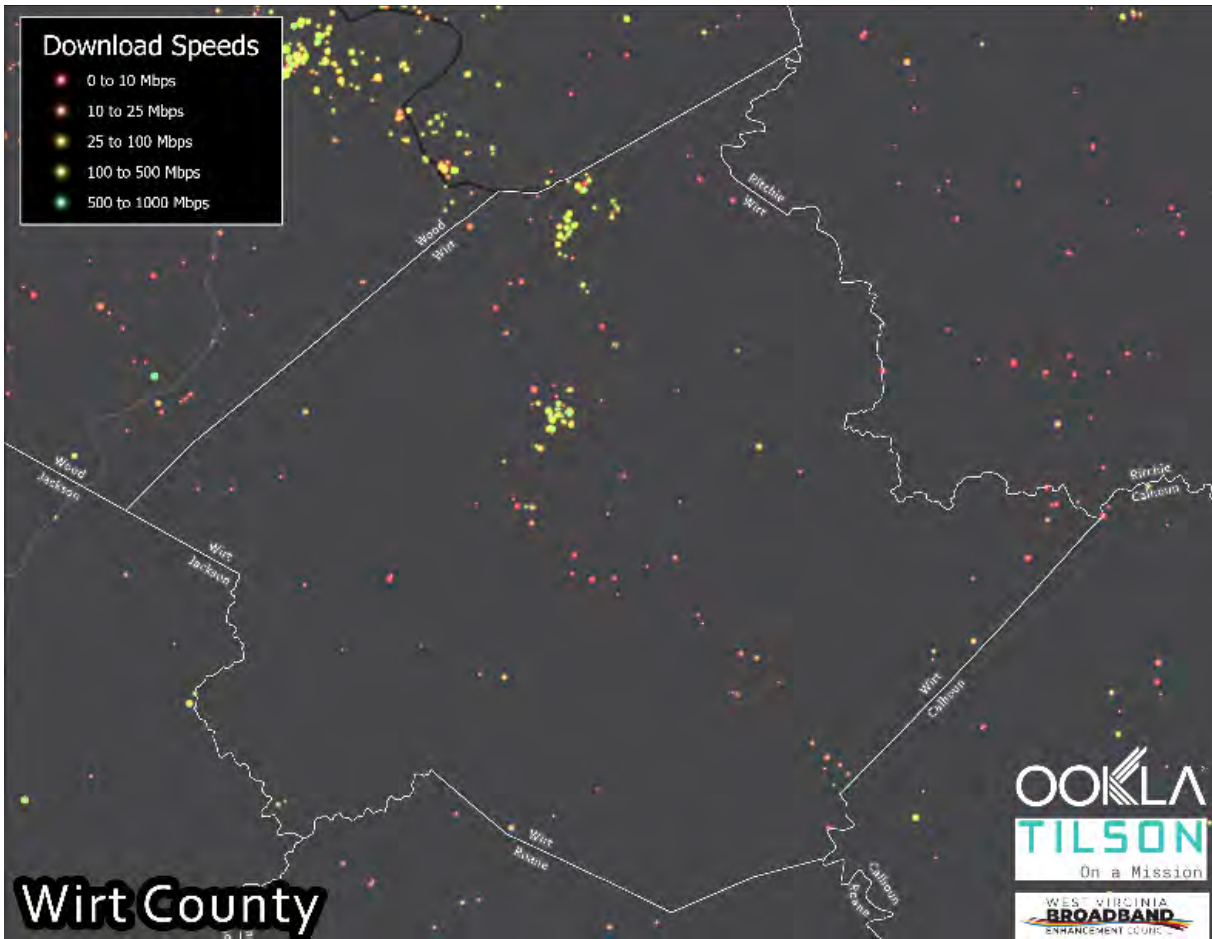 Download Speeds
0 to 10 Mbps
10 to 25 Mbps
25 to 100 Mbps
100 to 500 Mbps
500 to 1000 Mbps
Wood
Wirt
Ritchie
Wirt
Wood
Jackson
Wirt
Jackson
Ritchie
Calhoun
Wirt
Calhoun
Wirt
Roane
Calhoun
Roane
OOKLA
TILSON
On a Mission
WEST VIRGINIA
BROADBAND
ENHANCEMENT COUNCIL
Wirt County